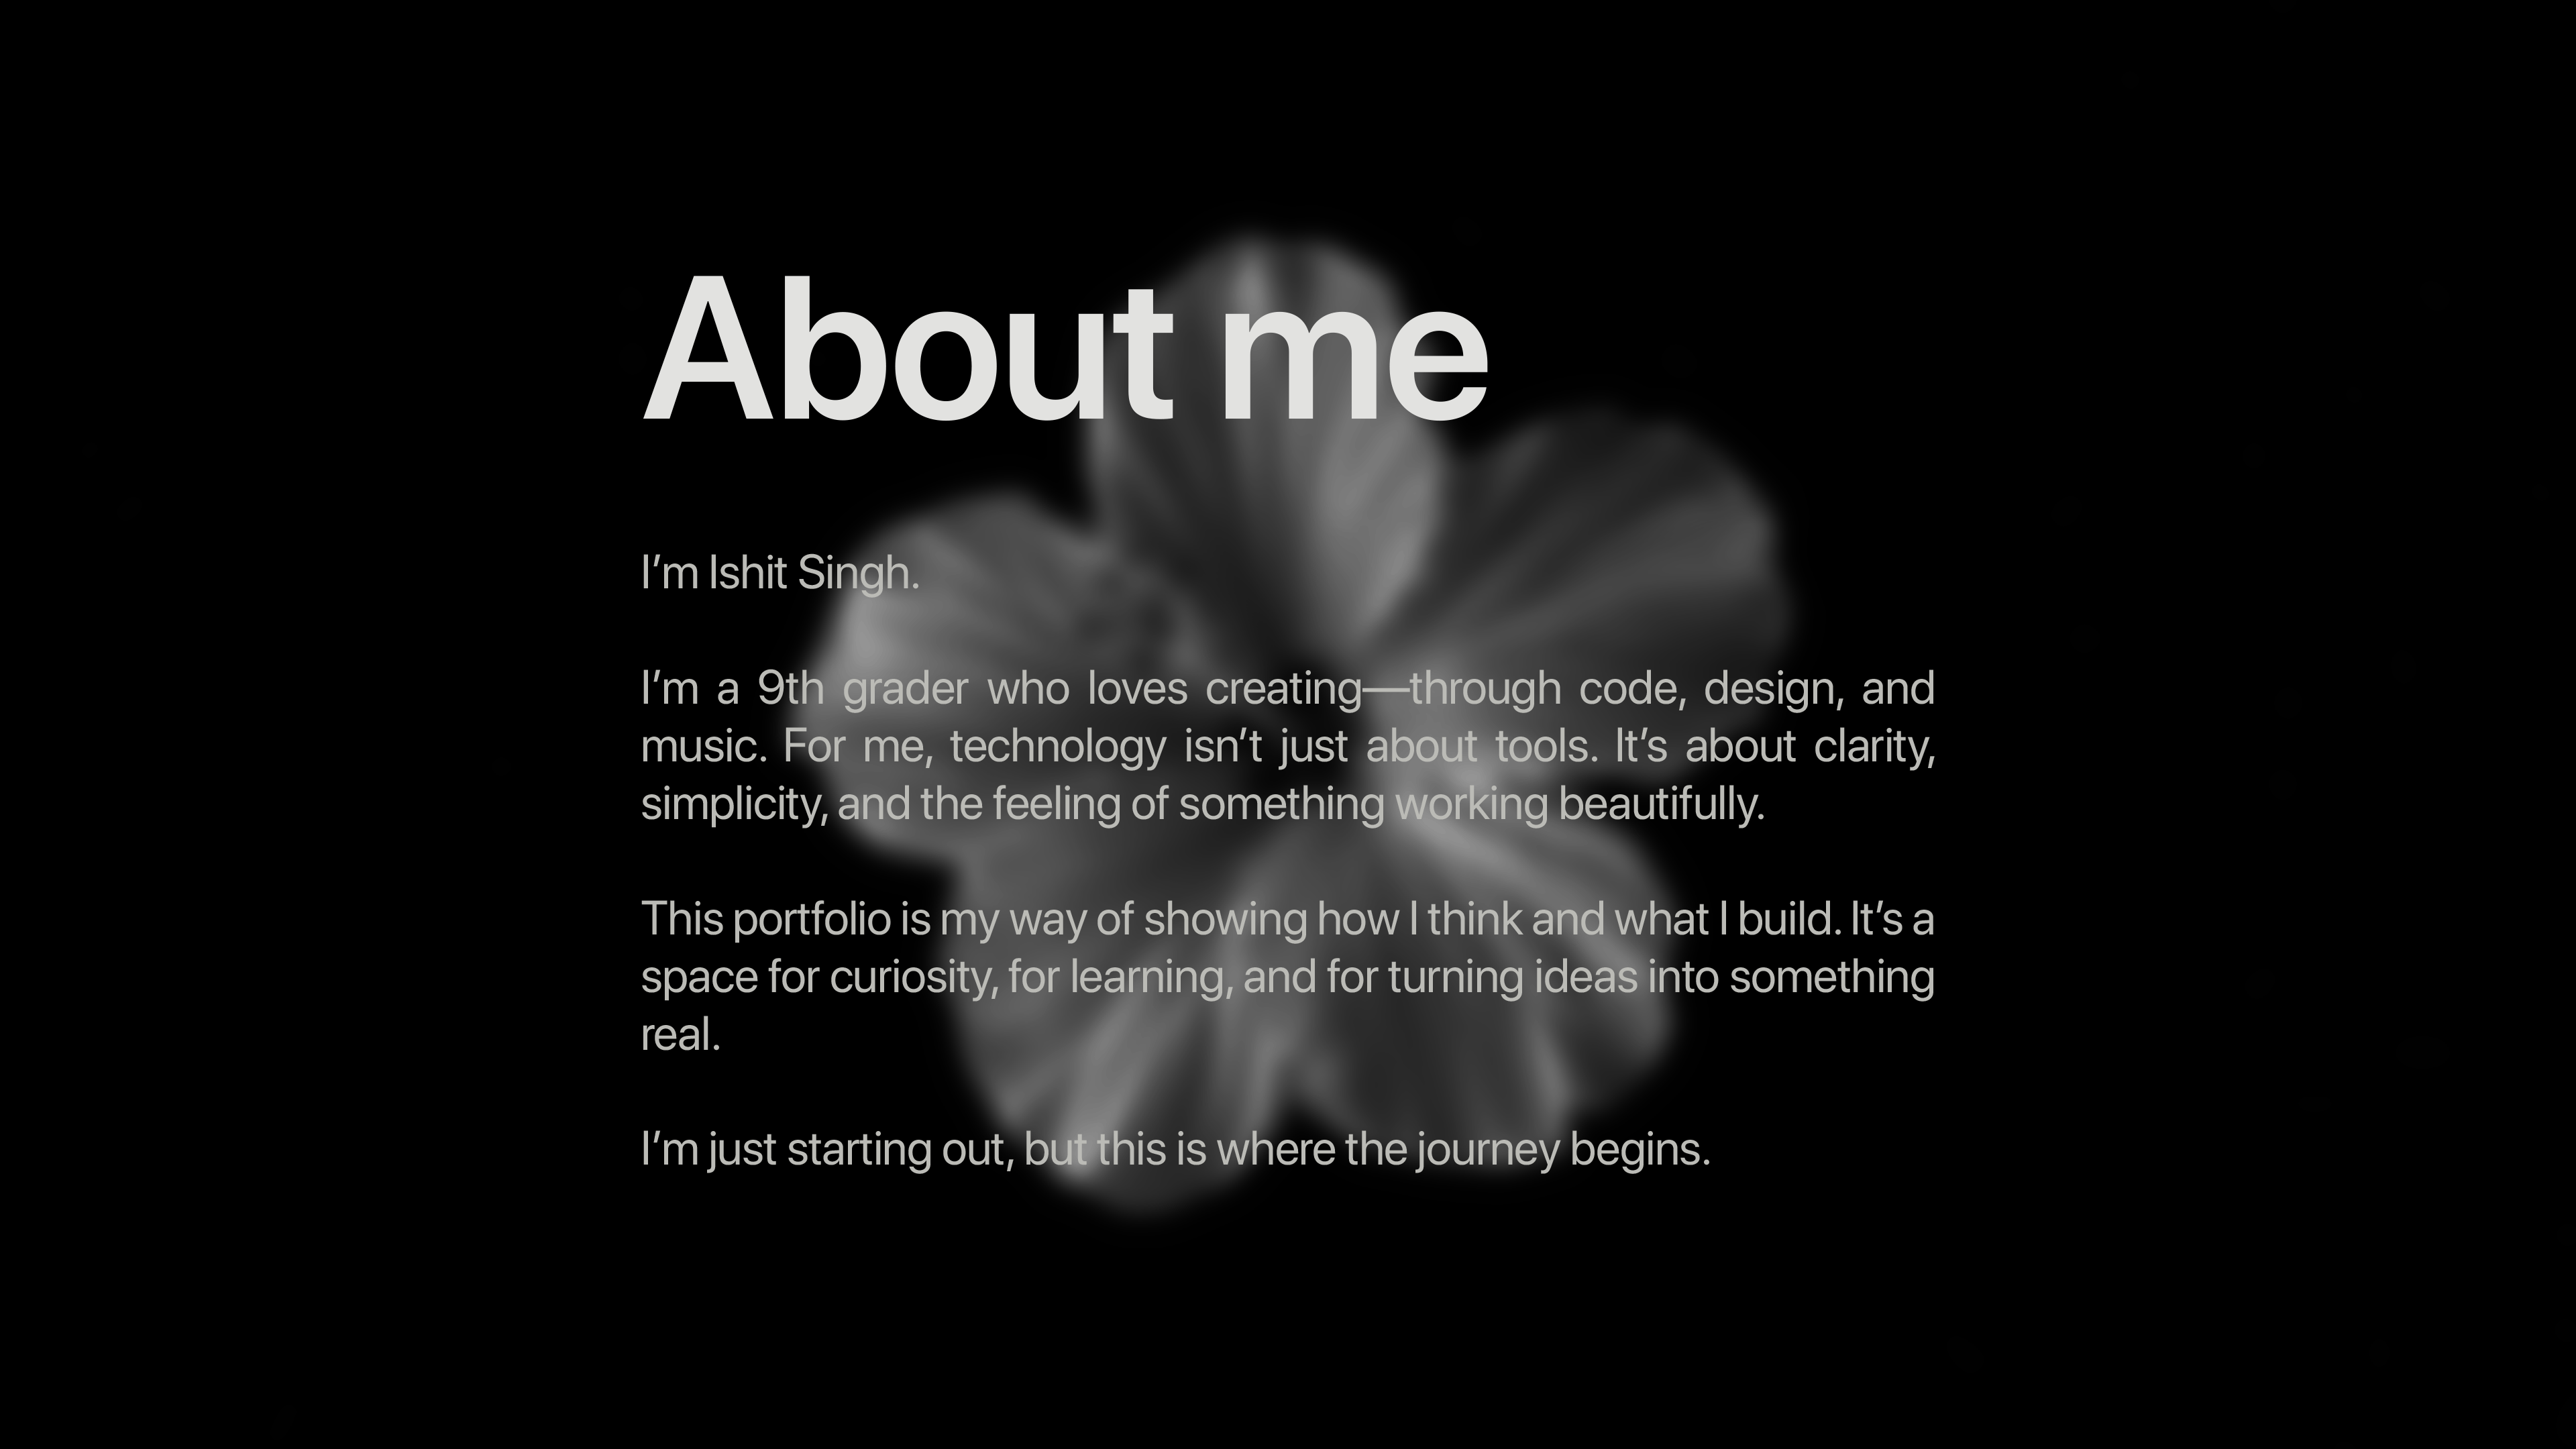 About me
I’m Ishit Singh.
I’m a 9th grader who loves creating—through code, design, and
music. For me, technology isn’t just about tools. It’s about clarity,
simplicity, and the feeling of something working beautifully.
This portfolio is my way of showing how I think and what I build. It’s a
space for curiosity, for learning, and for turning ideas into something
real.
I’m just starting out, but this is where the journey begins.